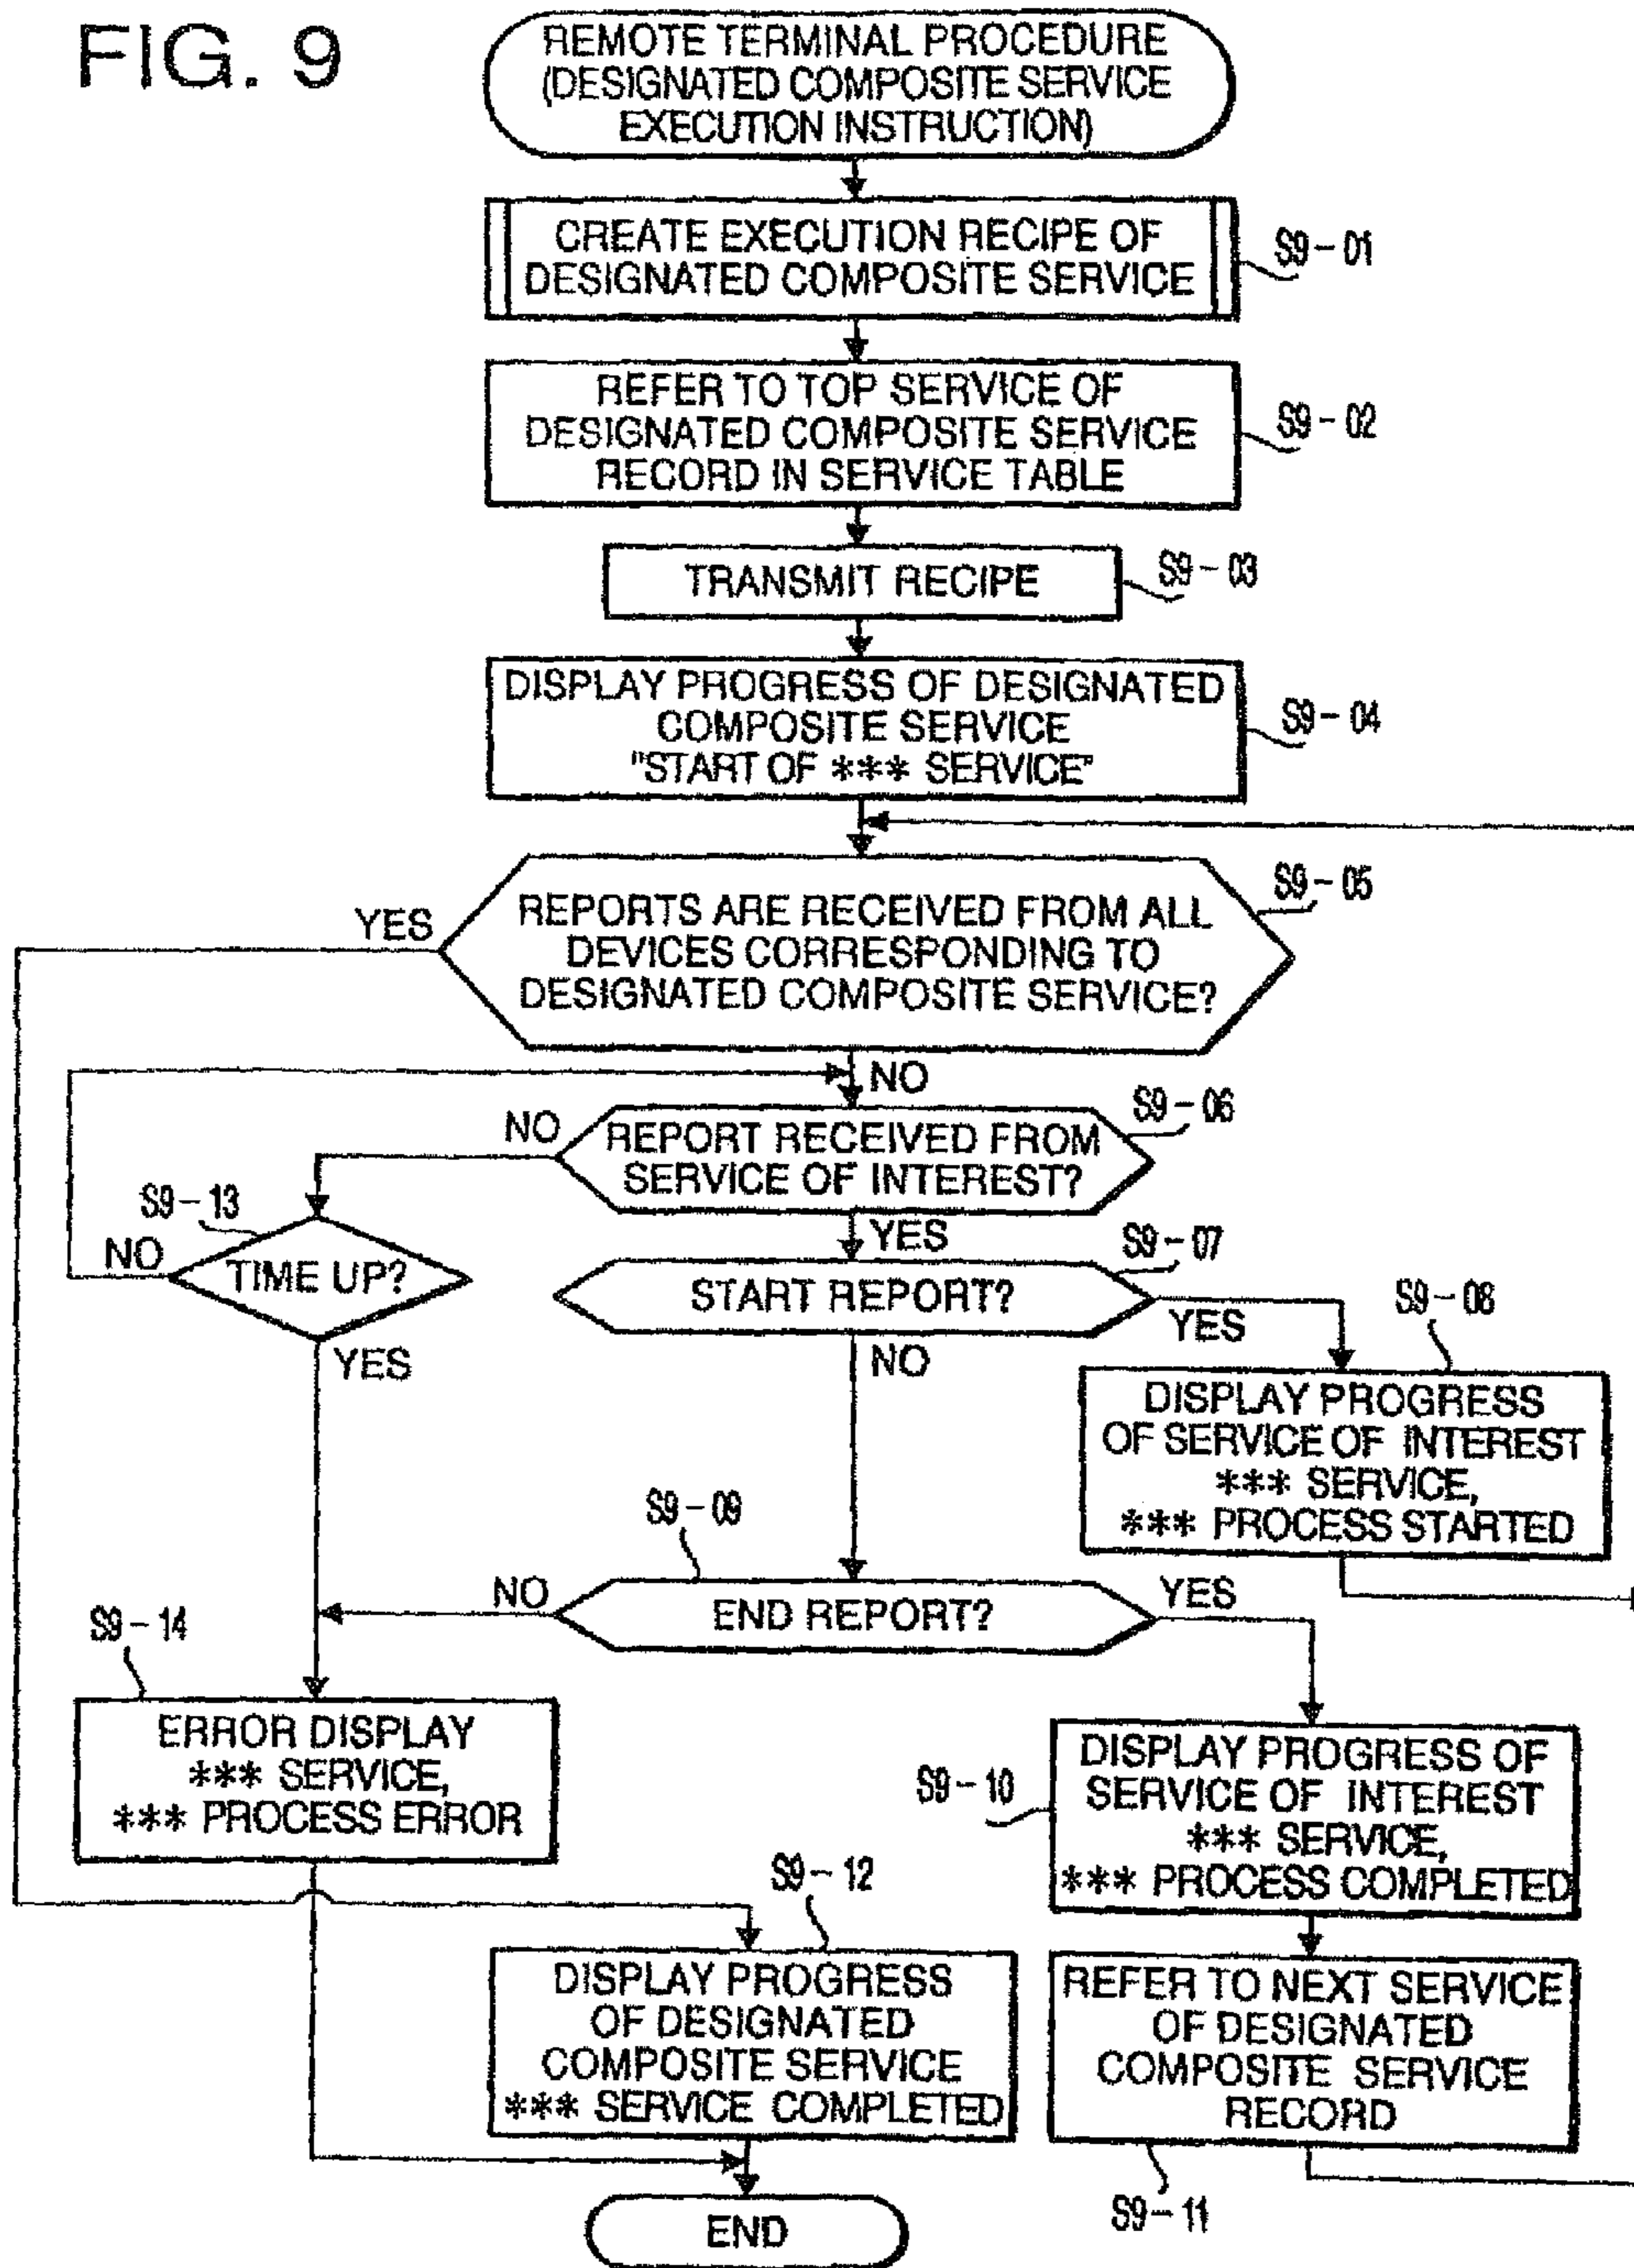 FIG. 9
REMOTE TERMINAL PROCEDURE
(DESIGNATED COMPOSITE SERVICE
EXECUTION INSTRUCTION)
CREATE EXECUTION RECIPE OF
DESIGNATED COMPOSITE SERVICE
S9-01
REFER TO TOP SERVICE OF
DESIGNATED COMPOSITE SERVICE
RECORD IN SERVICE TABLE
S9-02
TRANSMIT RECIPE
S9-03
DISPLAY PROGRESS OF DESIGNATED
COMPOSITE SERVICE
"START OF *** SERVICE"
S9-04
REPORTS ARE RECEIVED FROM ALL
DEVICES CORRESPONDING TO
DESIGNATED COMPOSITE SERVICE?
S9-05
YES
NO
REPORT RECEIVED FROM
SERVICE OF INTEREST?
S9-06
NO
YES
S9-13
TIME UP?
NO
YES
START REPORT?
S9-07
YES
NO
S9-08
DISPLAY PROGRESS
OF SERVICE OF INTEREST
*** SERVICE,
*** PROCESS STARTED
S9-09
END REPORT?
NO
YES
S9-14
ERROR DISPLAY
*** SERVICE,
*** PROCESS ERROR
S9-10
DISPLAY PROGRESS OF
SERVICE OF INTEREST
*** SERVICE,
*** PROCESS COMPLETED
S9-12
DISPLAY PROGRESS
OF DESIGNATED
COMPOSITE SERVICE
*** SERVICE COMPLETED
REFER TO NEXT SERVICE
OF DESIGNATED
COMPOSITE SERVICE
RECORD
S9-11
END